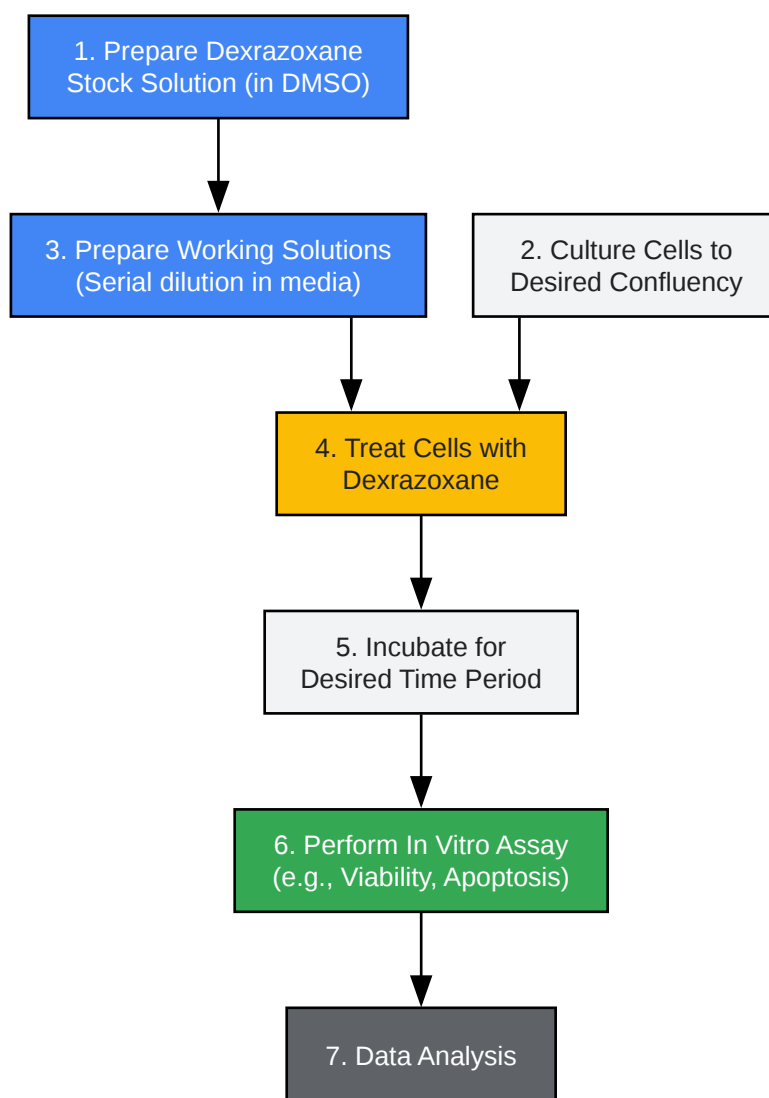 1. Prepare Dexrazoxane
Stock Solution (in DMSO)
3. Prepare Working Solutions
(Serial dilution in media)
2. Culture Cells to
Desired Confluency
4. Treat Cells with
Dexrazoxane
5. Incubate for
Desired Time Period
6. Perform In Vitro Assay
(e.g., Viability, Apoptosis)
7. Data Analysis